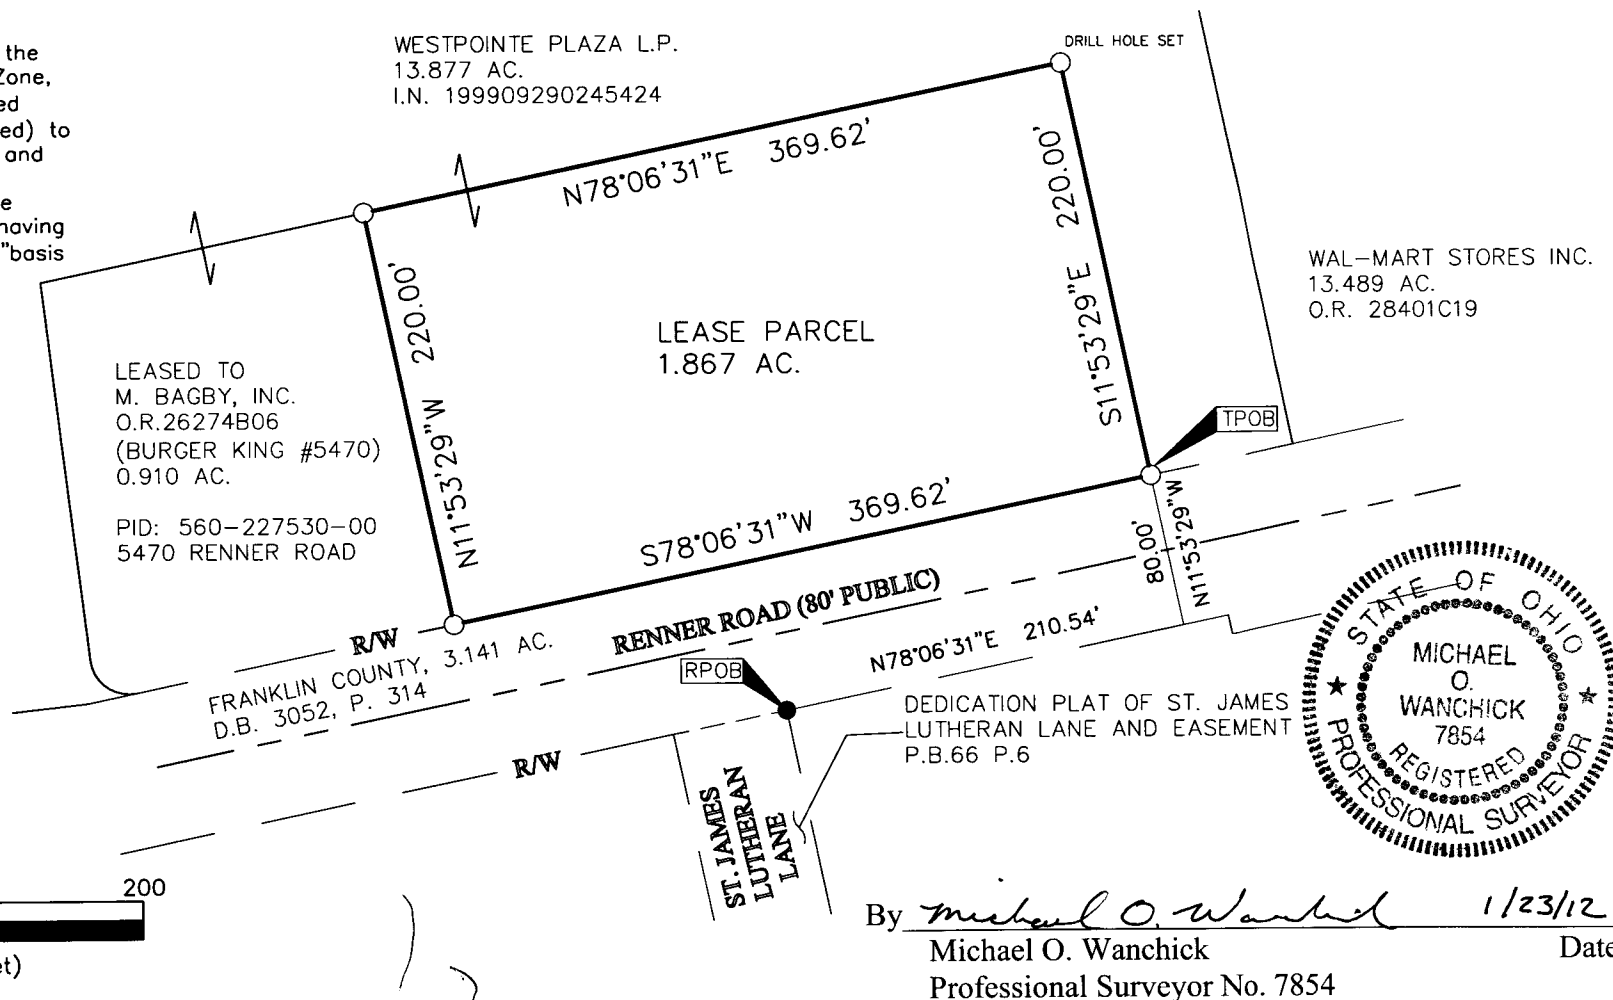 the
Zone,
ed
ed) to
and
e
having
"basis
WESTPOINTE PLAZA L.P.
13.877 AC.
I.N. 199909290245424
DRILL HOLE SET
N78°06'31"E 369.62'
220.00'
S11°53'29"E
WAL-MART STORES INC.
13.489 AC.
O.R. 28401C19
LEASE PARCEL
1.867 AC.
N11°53'29"W 220.00'
LEASED TO
M. BAGBY, INC.
O.R.26274B06
(BURGER KING #5470)
0.910 AC.
PID: 560-227530-00
5470 RENNER ROAD
TPOB
S78°06'31"W 369.62'
80.00'
N11°53'29"W
R/W
RENNER ROAD (80' PUBLIC)
FRANKLIN COUNTY, 3.141 AC.
D.B. 3052, P. 314
RPOB
N78°06'31"E 210.54'
DEDICATION PLAT OF ST. JAMES
LUTHERAN LANE AND EASEMENT
P.B.66 P.6
R/W
ST. JAMES
LUTHERAN
LANE
STATE OF OHIO
MICHAEL
O.
WANCHICK
7854
REGISTERED
PROFESSIONAL SURVEYOR
200
et)
By Michael O. Wanchick 1/23/12
Michael O. Wanchick Date
Professional Surveyor No. 7854